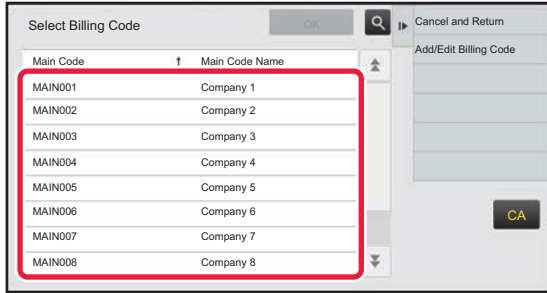 Select Billing Code
OK
Cancel and Return
Add/Edit Billing Code
Main Code ↑ Main Code Name
MAIN001 Company 1
MAIN002 Company 2
MAIN003 Company 3
MAIN004 Company 4
MAIN005 Company 5
MAIN006 Company 6
MAIN007 Company 7
MAIN008 Company 8
CA